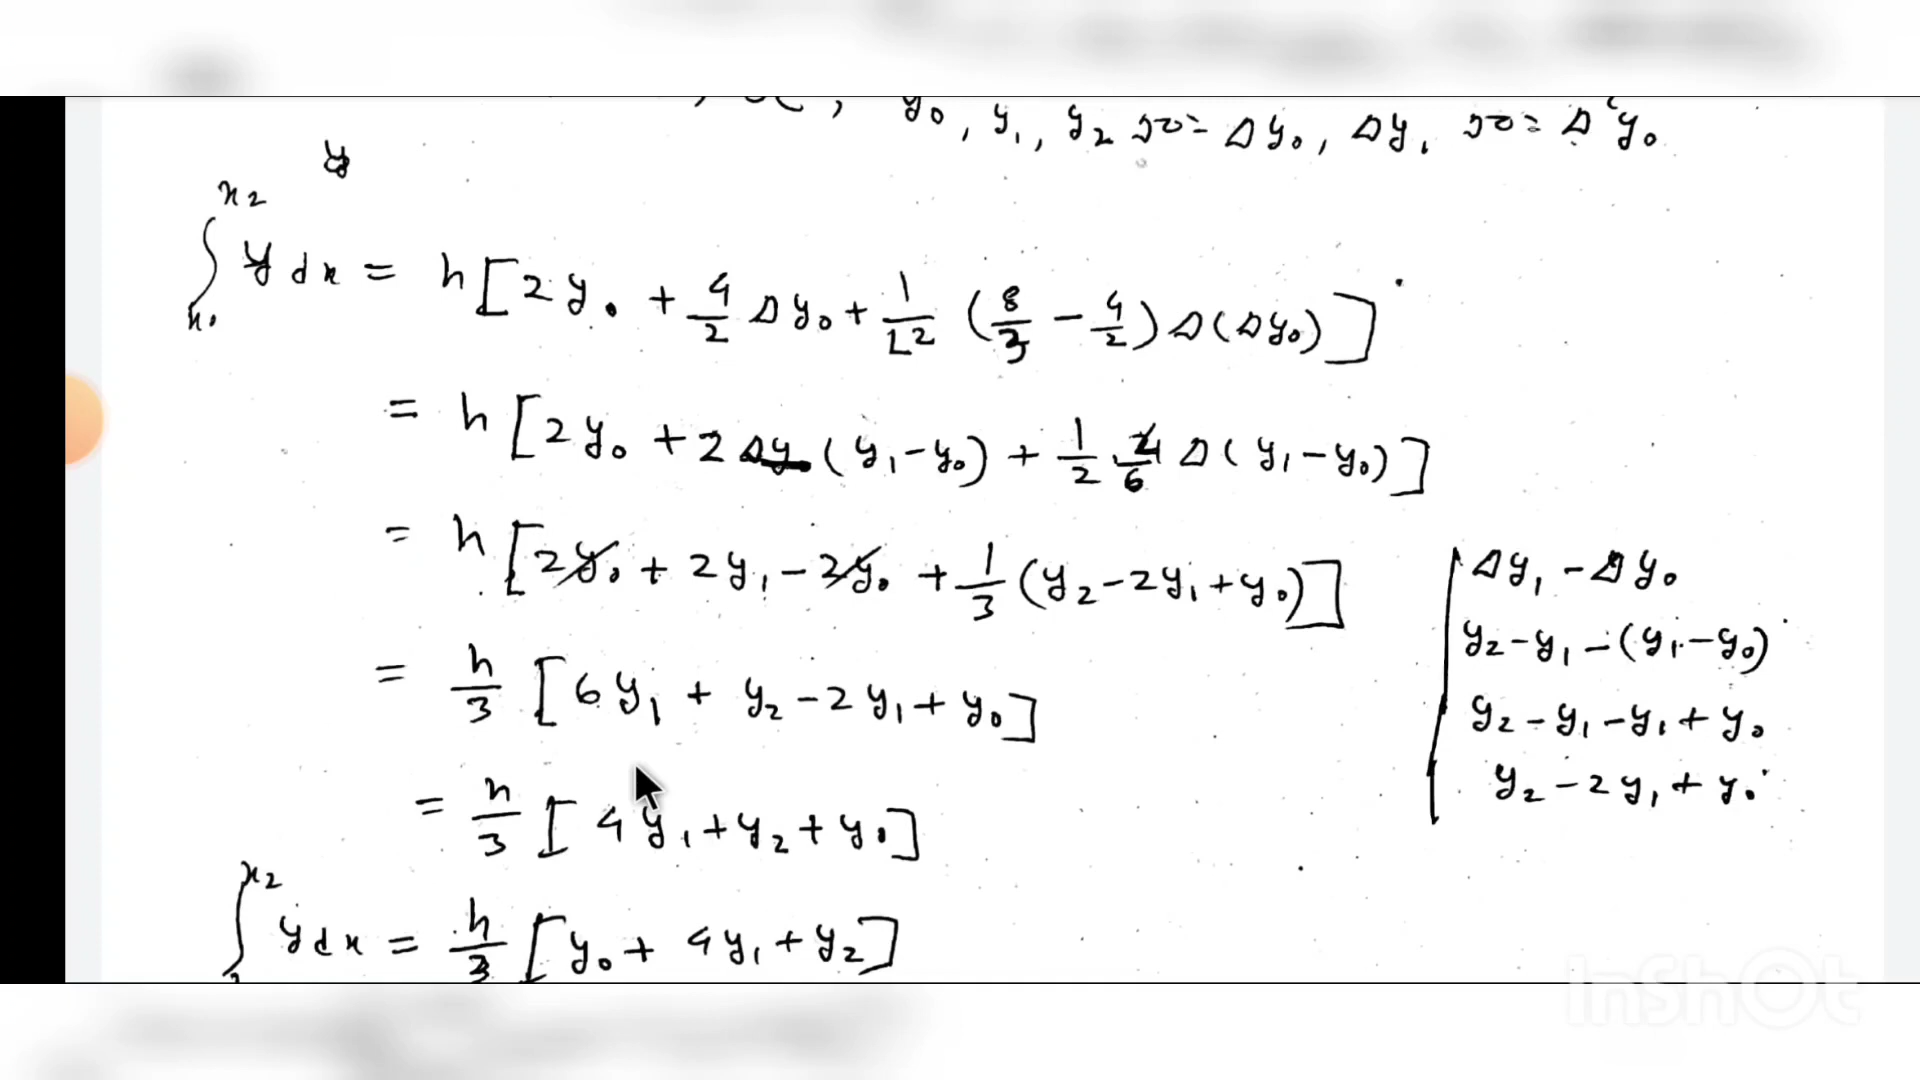 y₀, y₁, y₂ Δy₀, Δy₁ Δ²y₀
∫ₓ₀^x₂ y dx = h[2y₀ + 4/2 Δy₀ + 1/∟2 (8/3 − 4/2) Δ(Δy₀)]
= h[2y₀ + 2 (y₁−y₀) + 1/2 · 4/6 Δ(y₁−y₀)]
= h[2y₀ + 2y₁ − 2y₀ + 1/3 (y₂−2y₁+y₀)]
= h/3 [6y₁ + y₂ − 2y₁ + y₀]
= h/3 [4y₁ + y₂ + y₀]
∫^x₂ y dx = h/3 [y₀ + 4y₁ + y₂]
Δy₁ − Δy₀
y₂−y₁−(y₁−y₀)
y₂−y₁−y₁+y₀
y₂−2y₁+y₀
InShOt